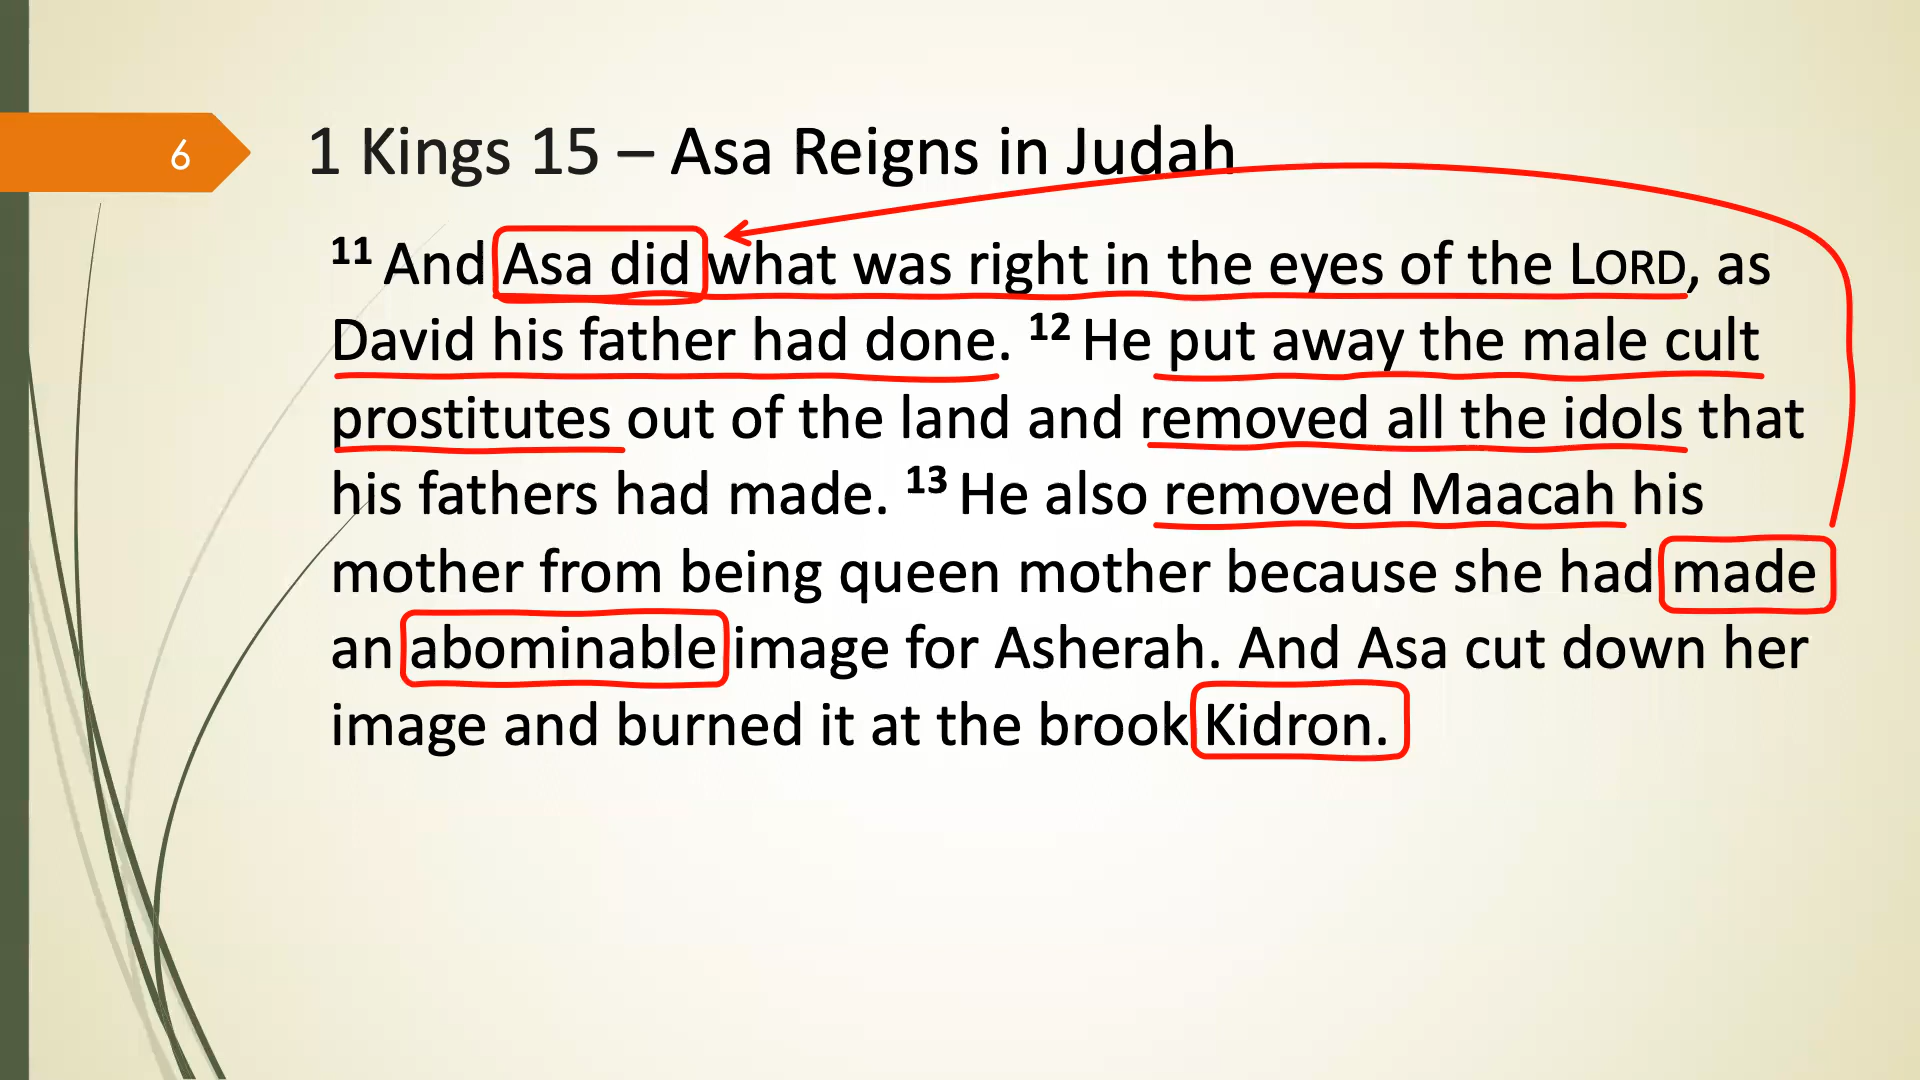 6
1 Kings 15 – Asa Reigns in Judah
11 And Asa did what was right in the eyes of the LORD, as
David his father had done. 12 He put away the male cult
prostitutes out of the land and removed all the idols that
his fathers had made. 13 He also removed Maacah his
mother from being queen mother because she had made
an abominable image for Asherah. And Asa cut down her
image and burned it at the brook Kidron.